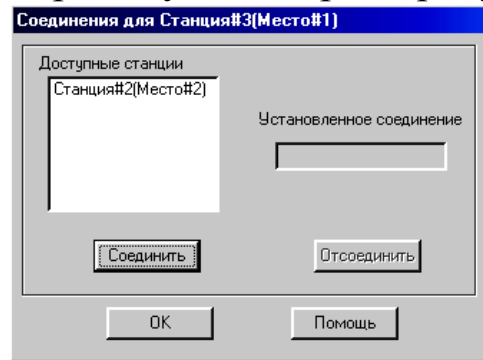 Соединения для Станция#3(Место#1)
Доступные станции
Станция#2(Место#2)
Установленное соединение
Соединить
Отсоединить
OK
Помощь